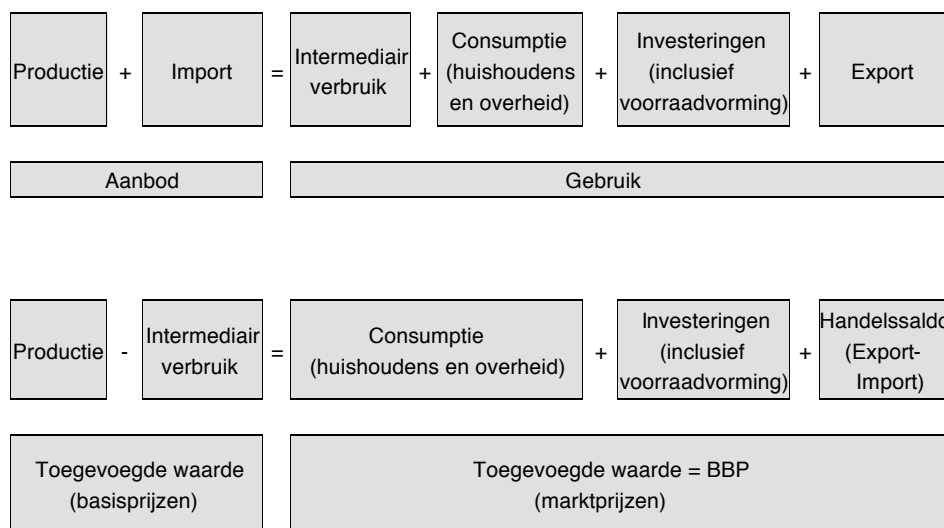 Productie + Import = Intermediair verbruik + Consumptie (huishoudens en overheid) + Investeringen (inclusief voorraadvorming) + Export
Aanbod Gebruik
Productie - Intermediair verbruik = Consumptie (huishoudens en overheid) + Investeringen (inclusief voorraadvorming) + Handelssaldo (Export-Import)
Toegevoegde waarde (basisprijzen) Toegevoegde waarde = BBP (marktprijzen)